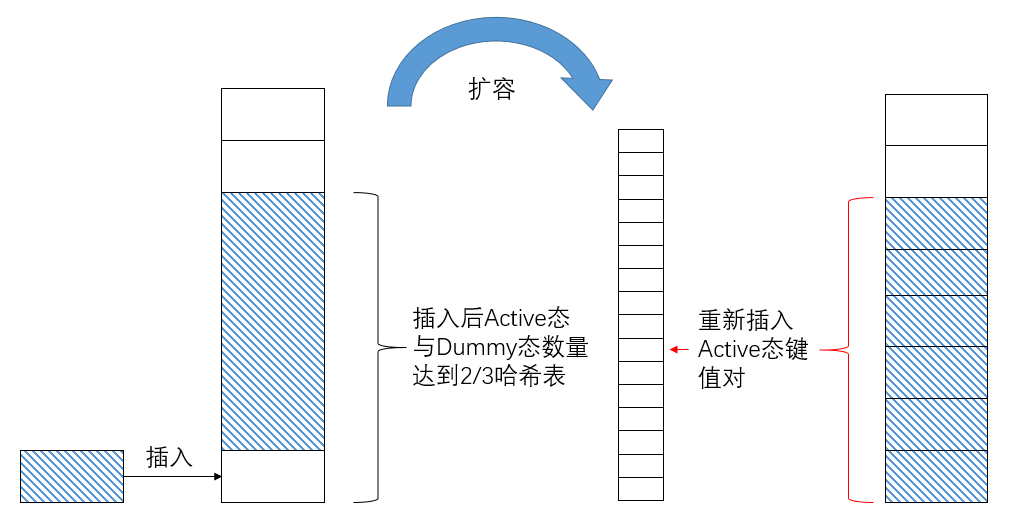 扩容
插入后Active态
与Dummy态数量
达到2/3哈希表
重新插入
Active态键
值对
插入